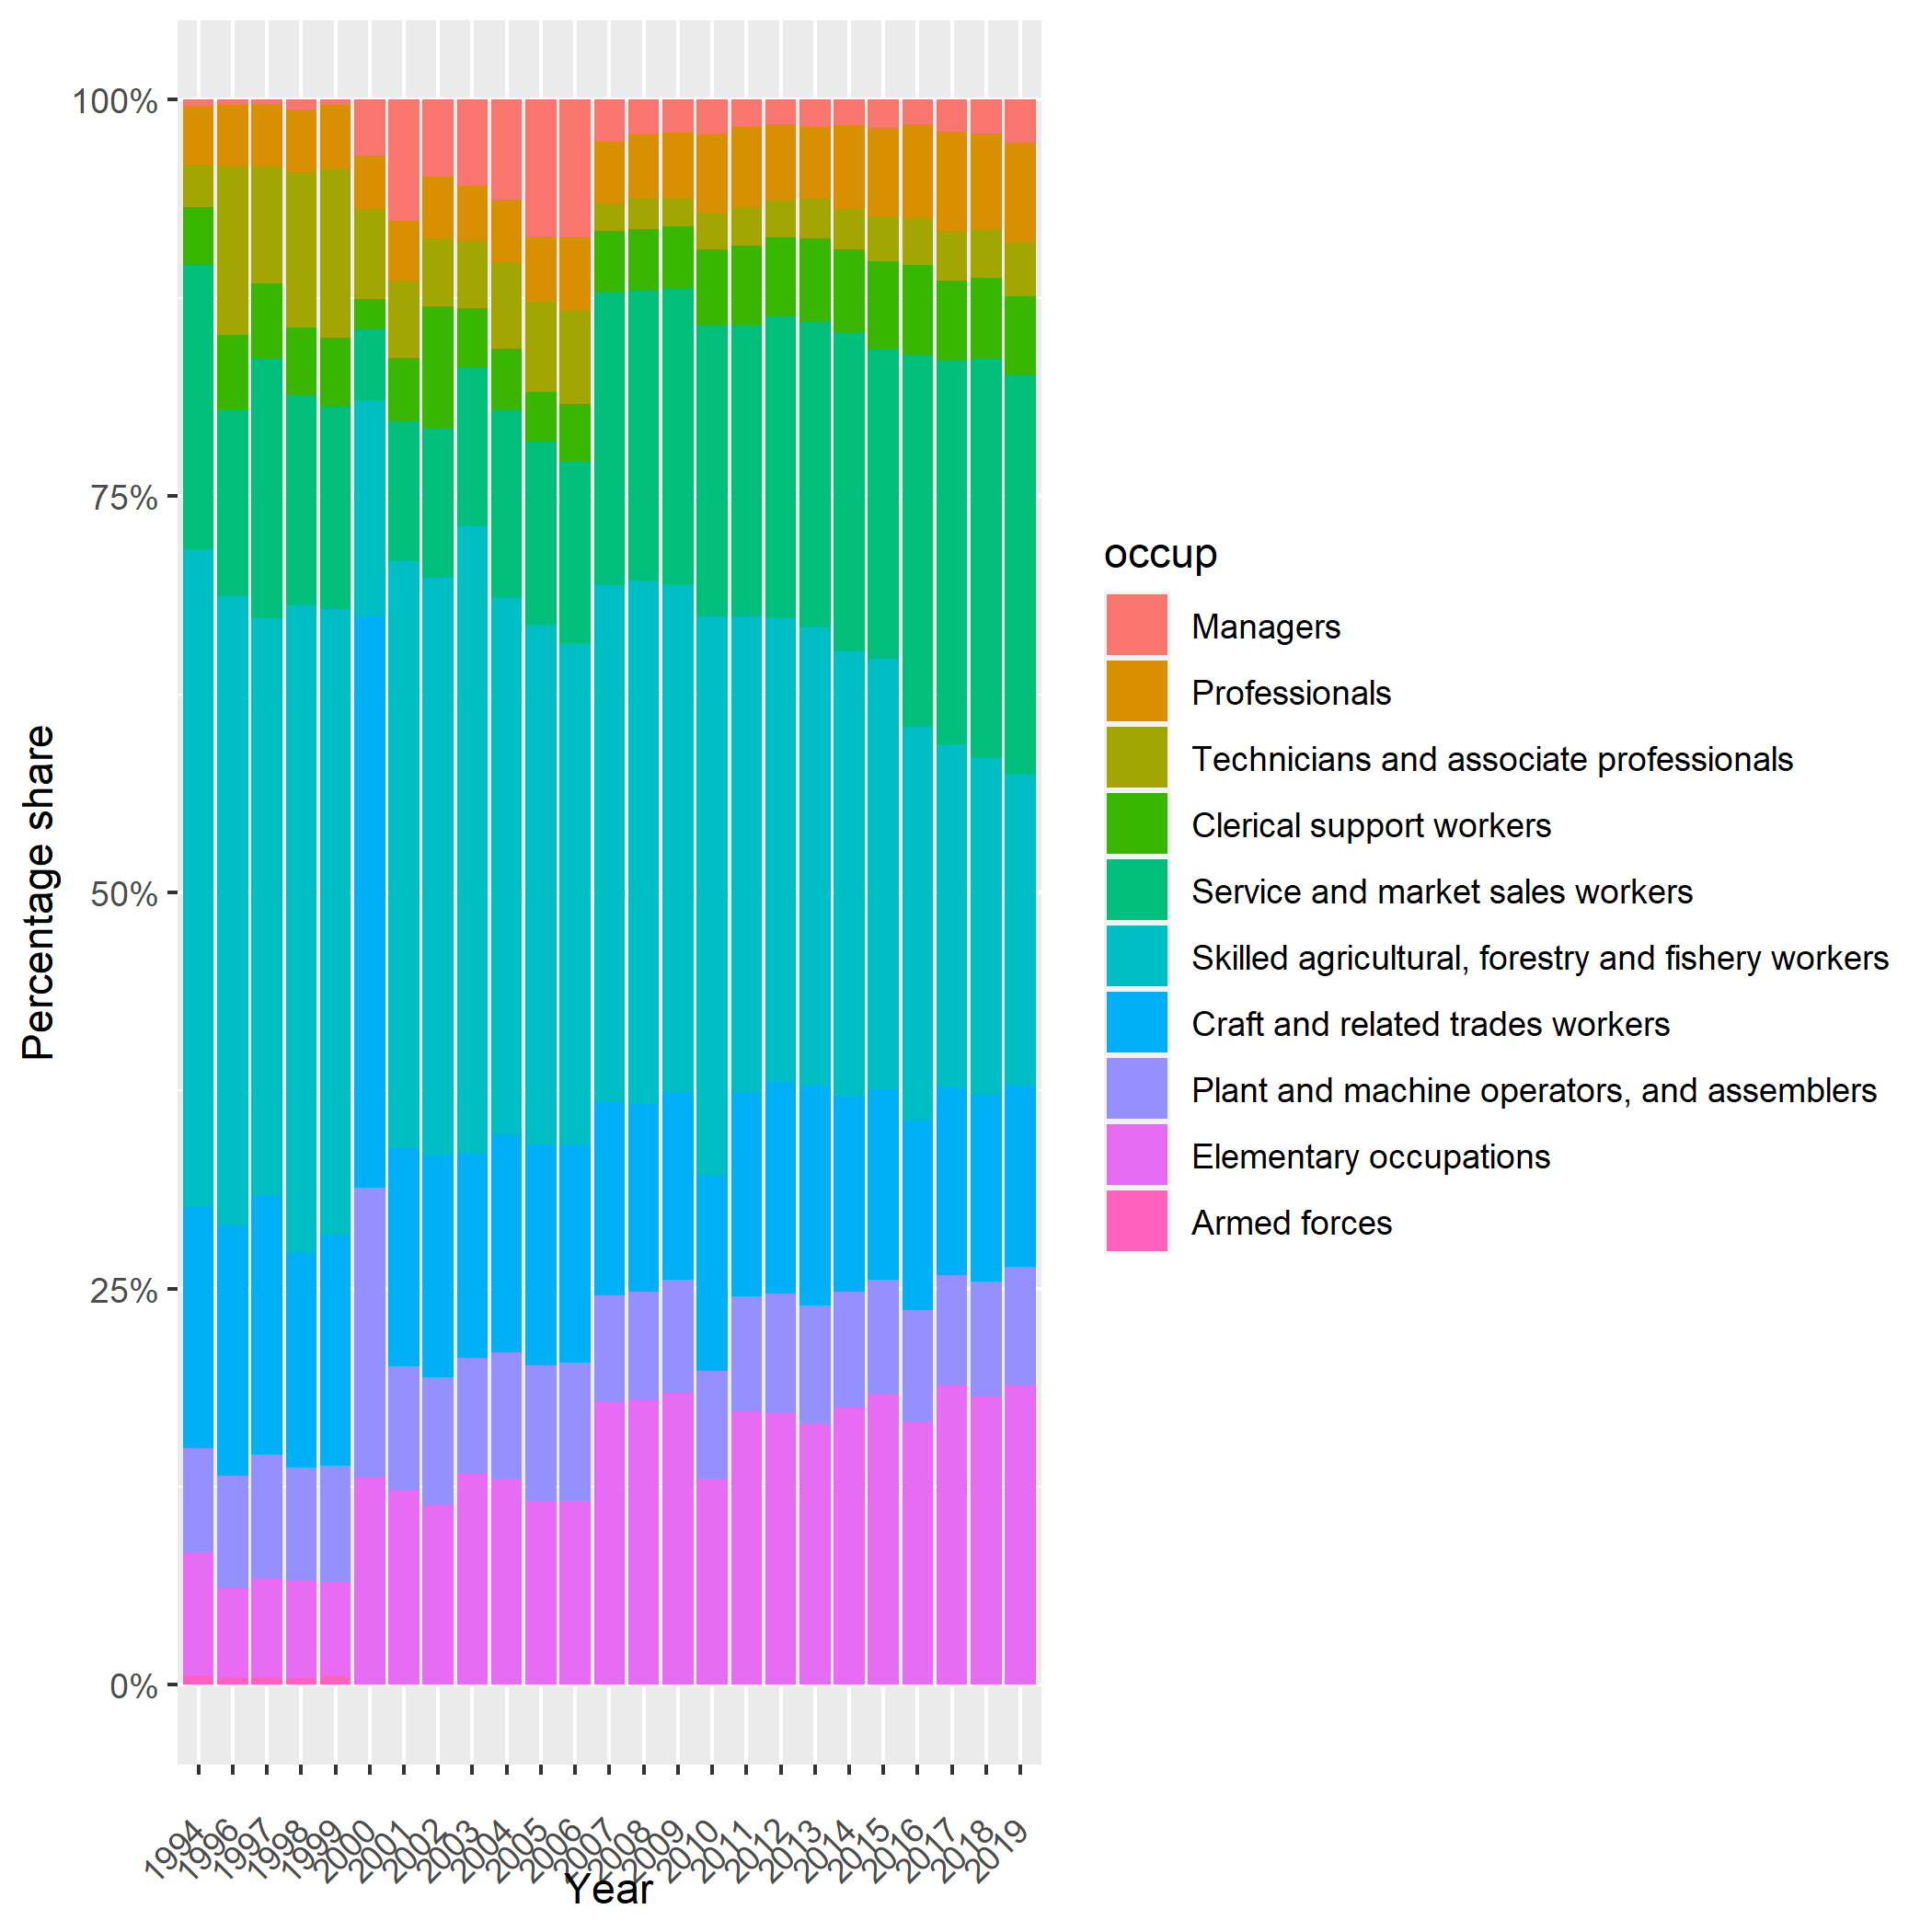 100%
75%
50%
25%
0%
Percentage share
1994
1996
1997
1998
1999
2000
2001
2002
2003
2004
2005
2006
2007
2008
2009
2010
2011
2012
2013
2014
2015
2016
2017
2018
2019
Year
occup
Managers
Professionals
Technicians and associate professionals
Clerical support workers
Service and market sales workers
Skilled agricultural, forestry and fishery workers
Craft and related trades workers
Plant and machine operators, and assemblers
Elementary occupations
Armed forces